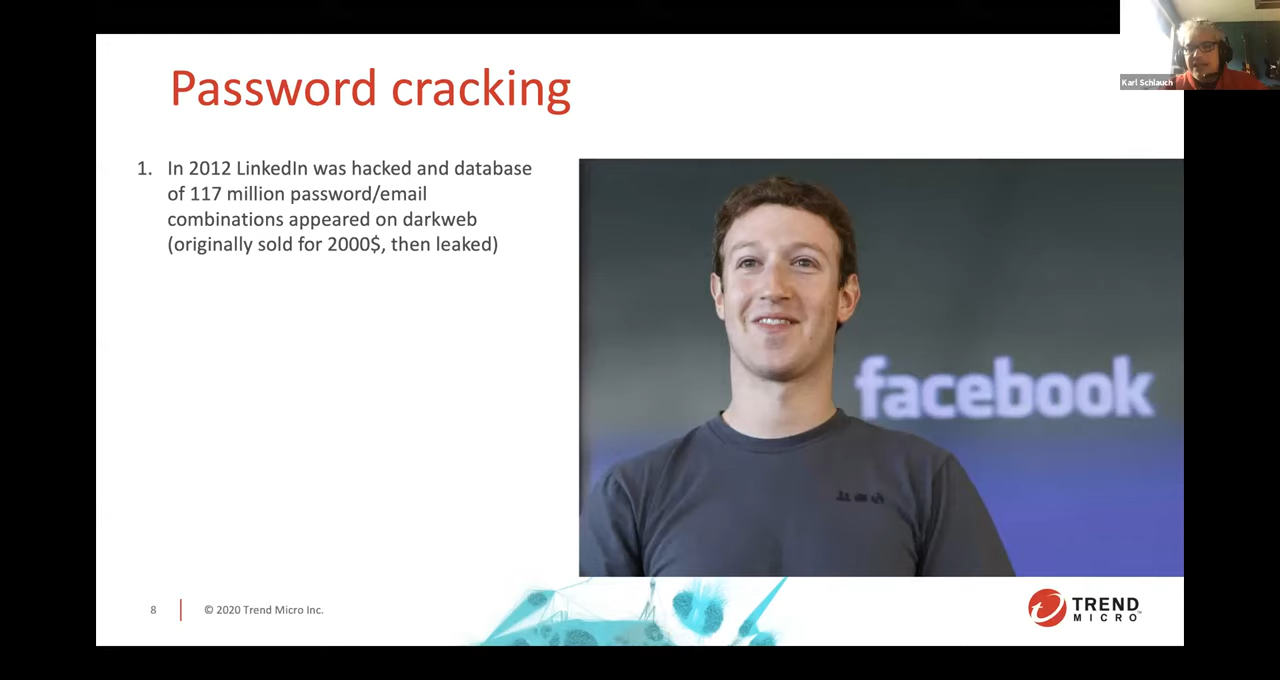 Karl Schlauch
Password cracking
1. In 2012 LinkedIn was hacked and database
of 117 million password/email
combinations appeared on darkweb
(originally sold for 2000$, then leaked)
facebook
8
© 2020 Trend Micro Inc.
TREND
MICRO™